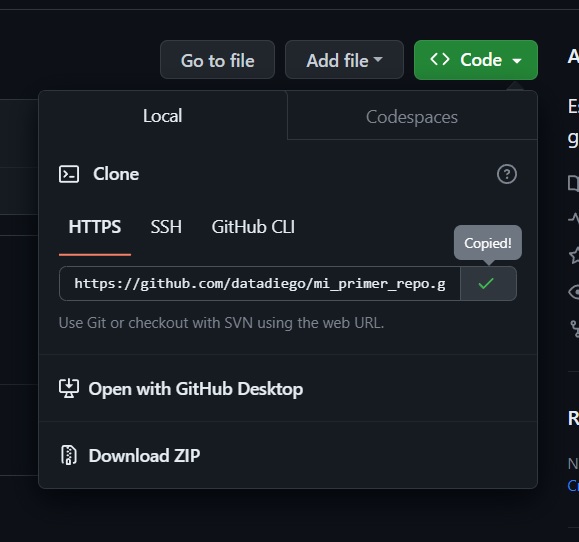 Go to file
Add file
Code
Local
Codespaces
Clone
HTTPS
SSH
GitHub CLI
Copied!
https://github.com/datadiego/mi_primer_repo.g
Use Git or checkout with SVN using the web URL.
Open with GitHub Desktop
Download ZIP